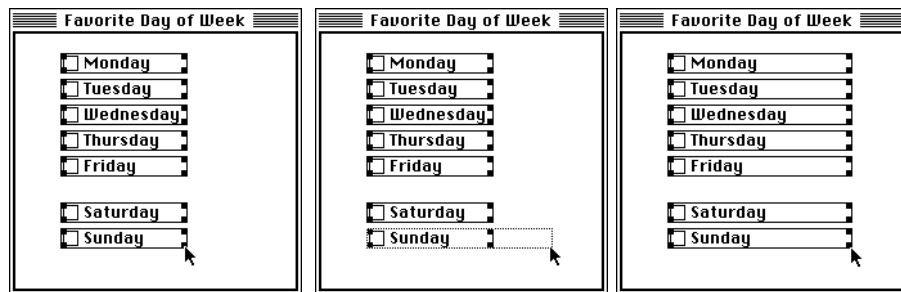 Favorite Day of Week
Monday
Tuesday
Wednesday
Thursday
Friday
Saturday
Sunday
Favorite Day of Week
Monday
Tuesday
Wednesday
Thursday
Friday
Saturday
Sunday
Favorite Day of Week
Monday
Tuesday
Wednesday
Thursday
Friday
Saturday
Sunday